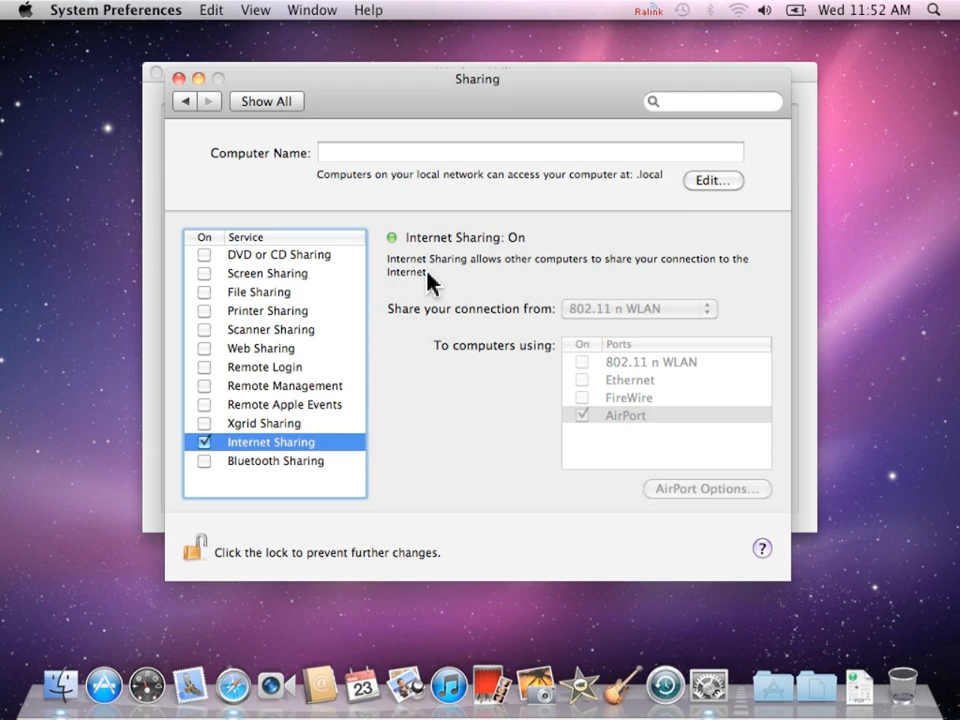 System Preferences Edit View Window Help Ralink Wed 11:52 AM
Sharing
Show All
Computer Name:
Computers on your local network can access your computer at: .local
Edit...
On Service
DVD or CD Sharing
Screen Sharing
File Sharing
Printer Sharing
Scanner Sharing
Web Sharing
Remote Login
Remote Management
Remote Apple Events
Xgrid Sharing
Internet Sharing
Bluetooth Sharing
Internet Sharing: On
Internet Sharing allows other computers to share your connection to the
Internet.
Share your connection from: 802.11 n WLAN
To computers using:
On Ports
802.11 n WLAN
Ethernet
FireWire
AirPort
AirPort Options...
Click the lock to prevent further changes.
?
23